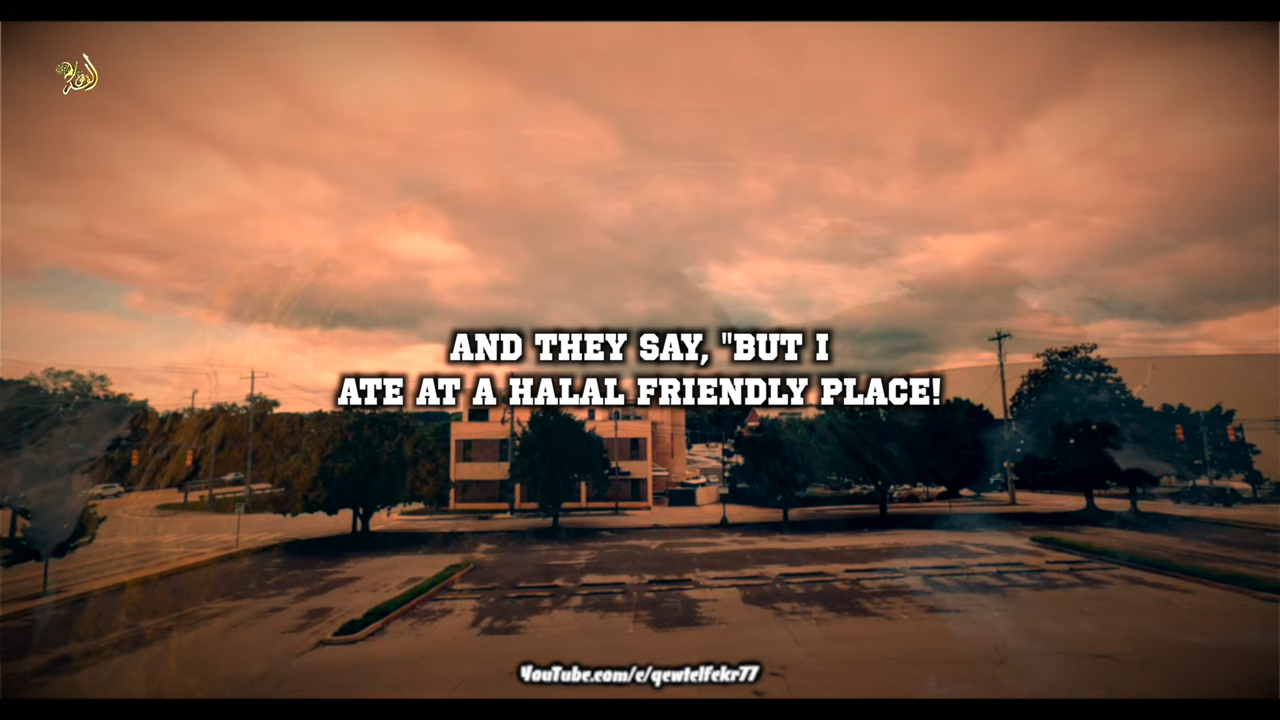 AND THEY SAY, "BUT I
ATE AT A HALAL FRIENDLY PLACE!
YouTube.com/c/qewtelfekr77